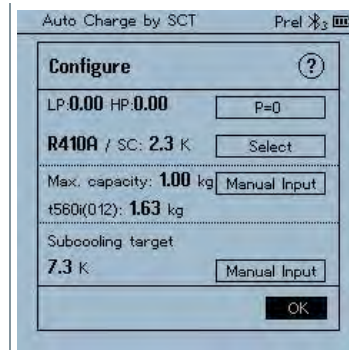 Auto Charge by SCT Prel 3
Configure ?
LP:0.00 HP:0.00 P=0
R410A / SC: 2.3 K Select
Max. capacity: 1.00 kg Manual Input
t560i(012): 1.63 kg
Subcooling target
7.3 K Manual Input
OK